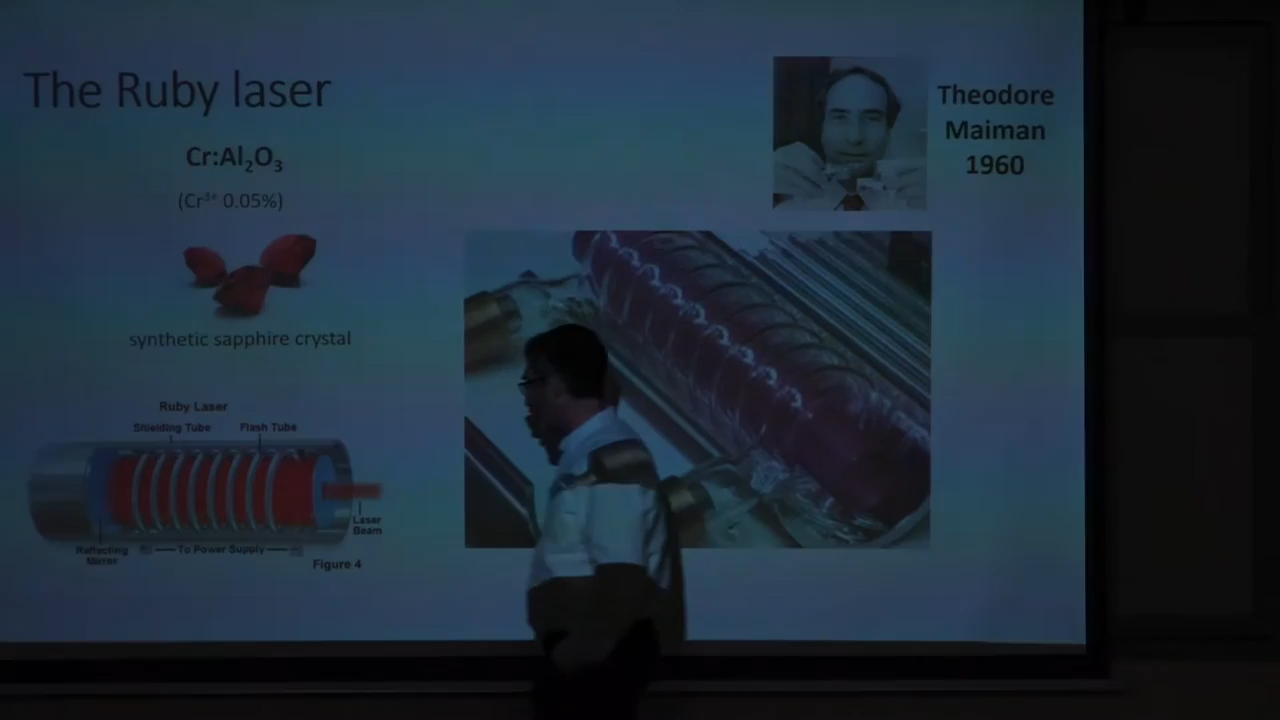 The Ruby laser
Cr:Al₂O₃
(Cr³⁺ 0.05%)
synthetic sapphire crystal
Theodore
Maiman
1960
Ruby Laser
Shielding Tube
Flash Tube
Laser
Beam
Reflecting
Mirror
To Power Supply
Figure 4